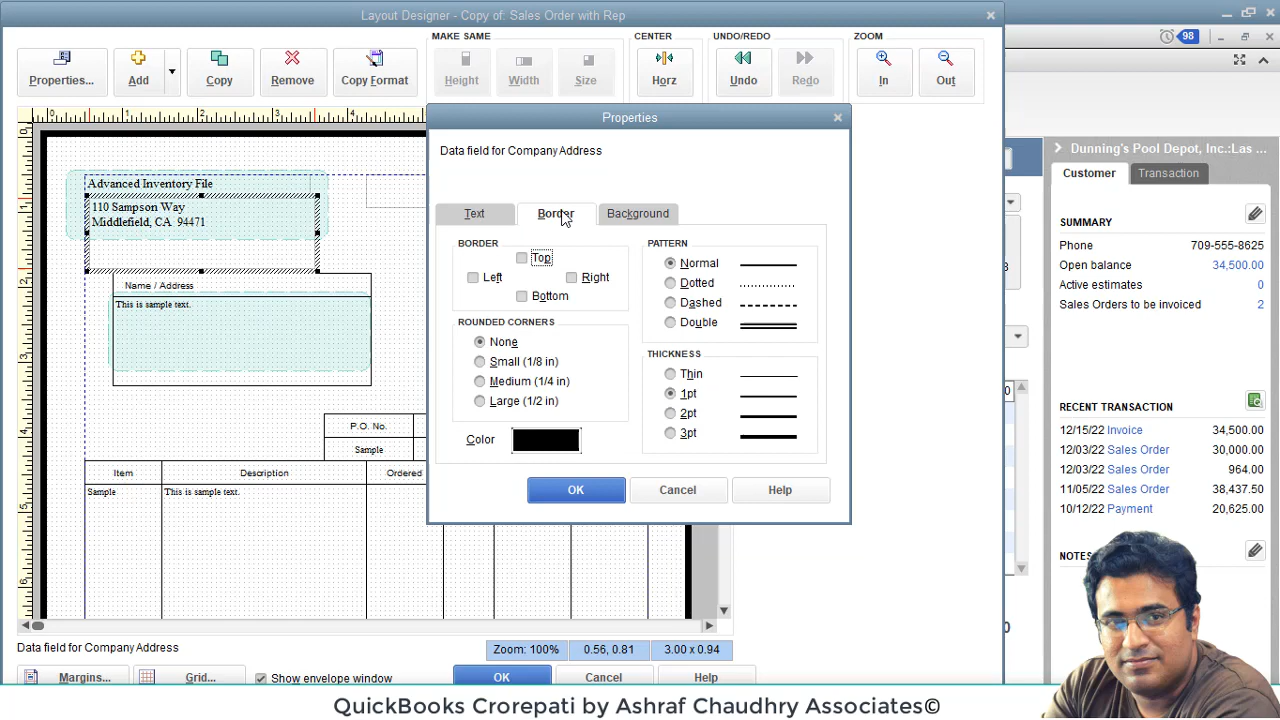 Layout Designer - Copy of: Sales Order with Rep
MAKE SAME
CENTER
UNDO/REDO
ZOOM
98
Properties...
Add
Copy
Remove
Copy Format
Height
Width
Size
Horz
Undo
Redo
In
Out
0 1 2 3 4
Properties
Data field for Company Address
Text
Border
Background
BORDER
Top
Left
Right
Bottom
ROUNDED CORNERS
None
Small (1/8 in)
Medium (1/4 in)
Large (1/2 in)
Color
PATTERN
Normal
Dotted
Dashed
Double
THICKNESS
Thin
1pt
2pt
3pt
OK
Cancel
Help
Advanced Inventory File
110 Sampson Way
Middlefield, CA 94471
Name / Address
This is sample text.
P.O. No.
Sample
Item
Description
Ordered
Sample
This is sample text.
Data field for Company Address
Zoom: 100%
0.56, 0.81
3.00 x 0.94
Margins...
Grid...
Show envelope window
OK
Cancel
Help
Dunning's Pool Depot, Inc.:Las ...
Customer
Transaction
SUMMARY
Phone 709-555-8625
Open balance 34,500.00
Active estimates 0
Sales Orders to be invoiced 2
RECENT TRANSACTION
12/15/22 Invoice 34,500.00
12/03/22 Sales Order 30,000.00
12/03/22 Sales Order 964.00
11/05/22 Sales Order 38,437.50
10/12/22 Payment 20,625.00
NOTES
QuickBooks Crorepati by Ashraf Chaudhry Associates©